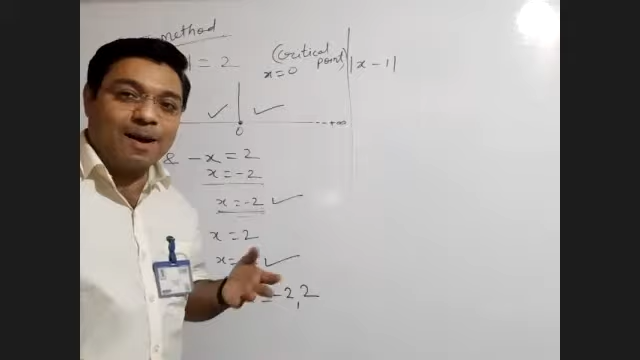 method
| = 2
(Critical point)
x = 0
|x - 1|
0
--- +∞
& -x = 2
x = -2
x = -2
x = 2
x =
= -2, 2